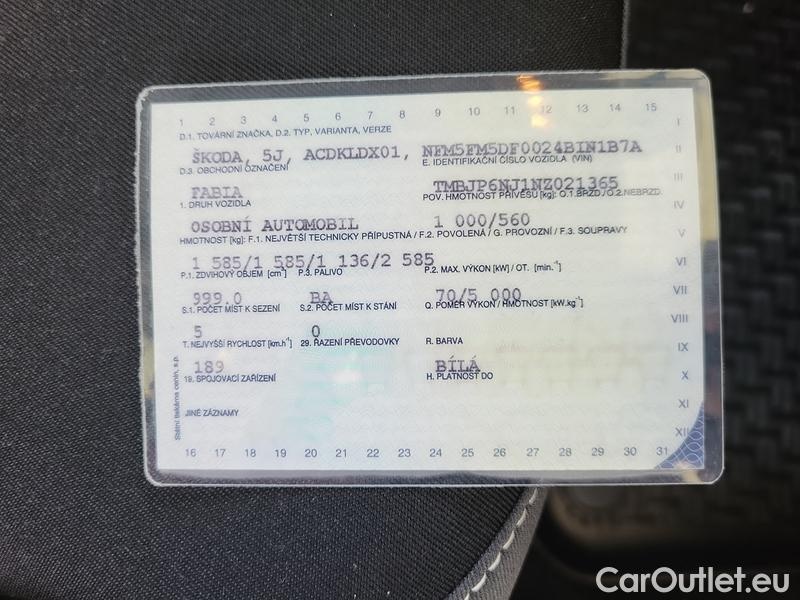 1 2 3 4 5 6 7 8 9 10 11 12 13 14 15
D.1. TOVÁRNÍ ZNAČKA, D.2. TYP, VARIANTA, VERZE
I
ŠKODA, 5J, ACDKLDX01, NFM5FM5DF0024BIN1B7A
II
D.3. OBCHODNÍ OZNAČENÍ E. IDENTIFIKAČNÍ ČÍSLO VOZIDLA (VIN)
FABIA TMBJP6NJ1NZ021365
III
1. DRUH VOZIDLA POV. HMOTNOST PŘÍVĚSU [kg]: O.1 BRZD./O.2.NEBRZD.
OSOBNÍ AUTOMOBIL 1 000/560
IV
HMOTNOST [kg]: F.1. NEJVĚTŠÍ TECHNICKY PŘÍPUSTNÁ / F.2. POVOLENÁ / G. PROVOZNÍ / F.3. SOUPRAVY
V
1 585/1 585/1 136/2 585
VI
P.1. ZDVIHOVÝ OBJEM [cm³] P.3. PALIVO P.2. MAX. VÝKON [kW] / OT. [min.⁻¹]
999.0 BA 70/5 000
VII
S.1. POČET MÍST K SEZENÍ S.2. POČET MÍST K STÁNÍ Q. POMĚR VÝKON / HMOTNOST [kW.kg⁻¹]
5 0
VIII
T. NEJVYŠŠÍ RYCHLOST [km.h⁻¹] 29. ŘAZENÍ PŘEVODOVKY R. BARVA
IX
189 BÍLÁ
X
19. SPOJOVACÍ ZAŘÍZENÍ H. PLATNOST DO
XI
JINÉ ZÁZNAMY
XII
Státní tiskárna cenin, s.p.
16 17 18 19 20 21 22 23 24 25 26 27 28 29 30 31
CarOutlet.eu